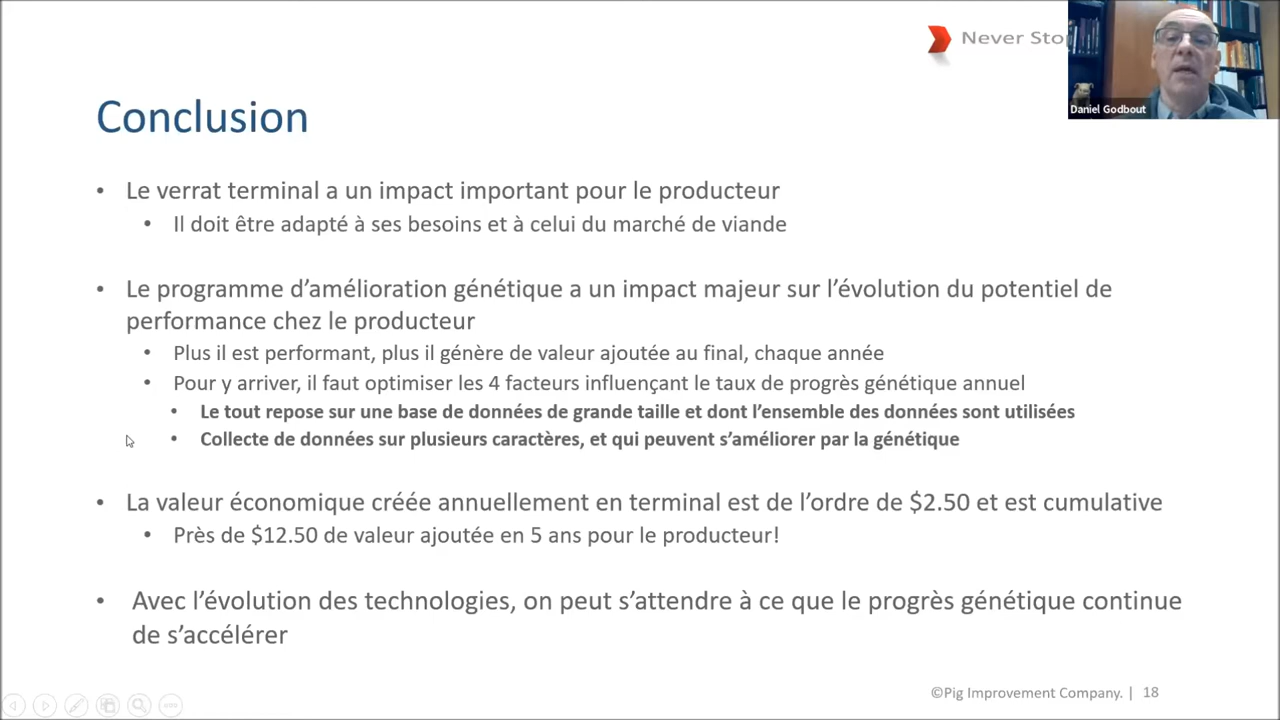 Never Sto
Daniel Godbout
Conclusion
• Le verrat terminal a un impact important pour le producteur
• Il doit être adapté à ses besoins et à celui du marché de viande
• Le programme d’amélioration génétique a un impact majeur sur l’évolution du potentiel de
performance chez le producteur
• Plus il est performant, plus il génère de valeur ajoutée au final, chaque année
• Pour y arriver, il faut optimiser les 4 facteurs influençant le taux de progrès génétique annuel
• Le tout repose sur une base de données de grande taille et dont l’ensemble des données sont utilisées
• Collecte de données sur plusieurs caractères, et qui peuvent s’améliorer par la génétique
• La valeur économique créée annuellement en terminal est de l’ordre de $2.50 et est cumulative
• Près de $12.50 de valeur ajoutée en 5 ans pour le producteur!
• Avec l’évolution des technologies, on peut s’attendre à ce que le progrès génétique continue
de s’accélérer
©Pig Improvement Company. | 18